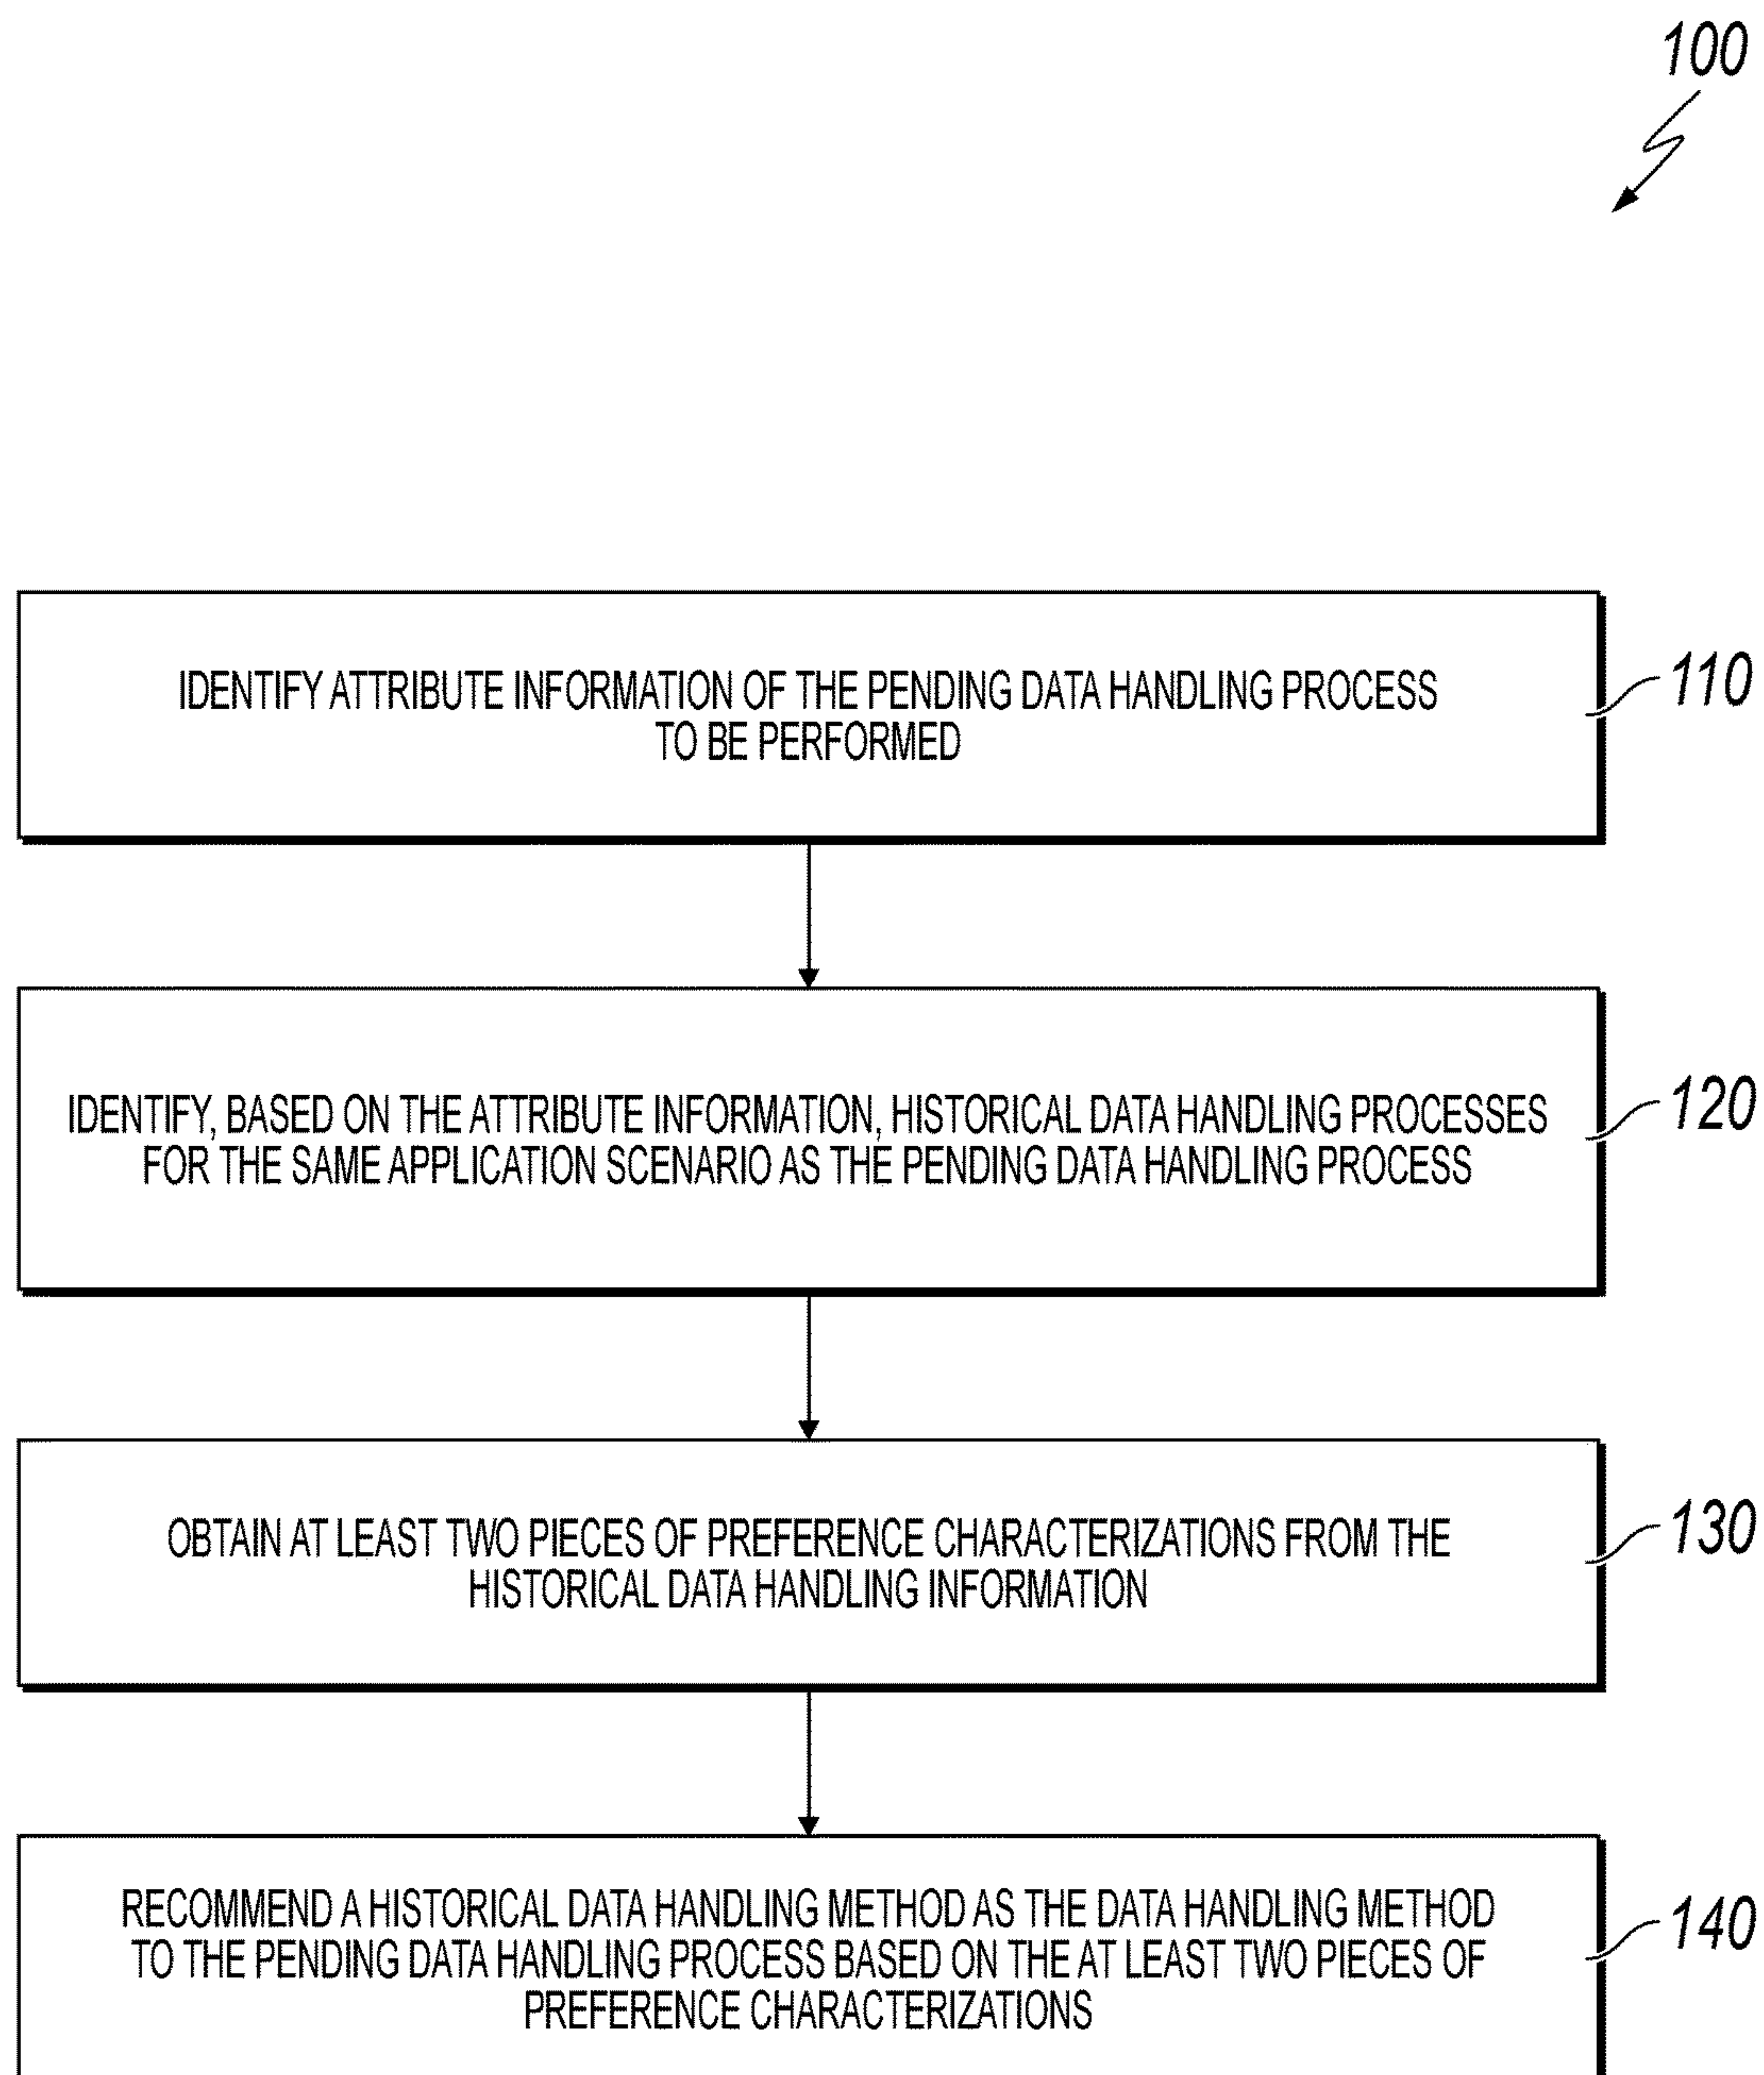 100
IDENTIFY ATTRIBUTE INFORMATION OF THE PENDING DATA HANDLING PROCESS
TO BE PERFORMED
110
IDENTIFY, BASED ON THE ATTRIBUTE INFORMATION, HISTORICAL DATA HANDLING PROCESSES
FOR THE SAME APPLICATION SCENARIO AS THE PENDING DATA HANDLING PROCESS
120
OBTAIN AT LEAST TWO PIECES OF PREFERENCE CHARACTERIZATIONS FROM THE
HISTORICAL DATA HANDLING INFORMATION
130
RECOMMEND A HISTORICAL DATA HANDLING METHOD AS THE DATA HANDLING METHOD
TO THE PENDING DATA HANDLING PROCESS BASED ON THE AT LEAST TWO PIECES OF
PREFERENCE CHARACTERIZATIONS
140